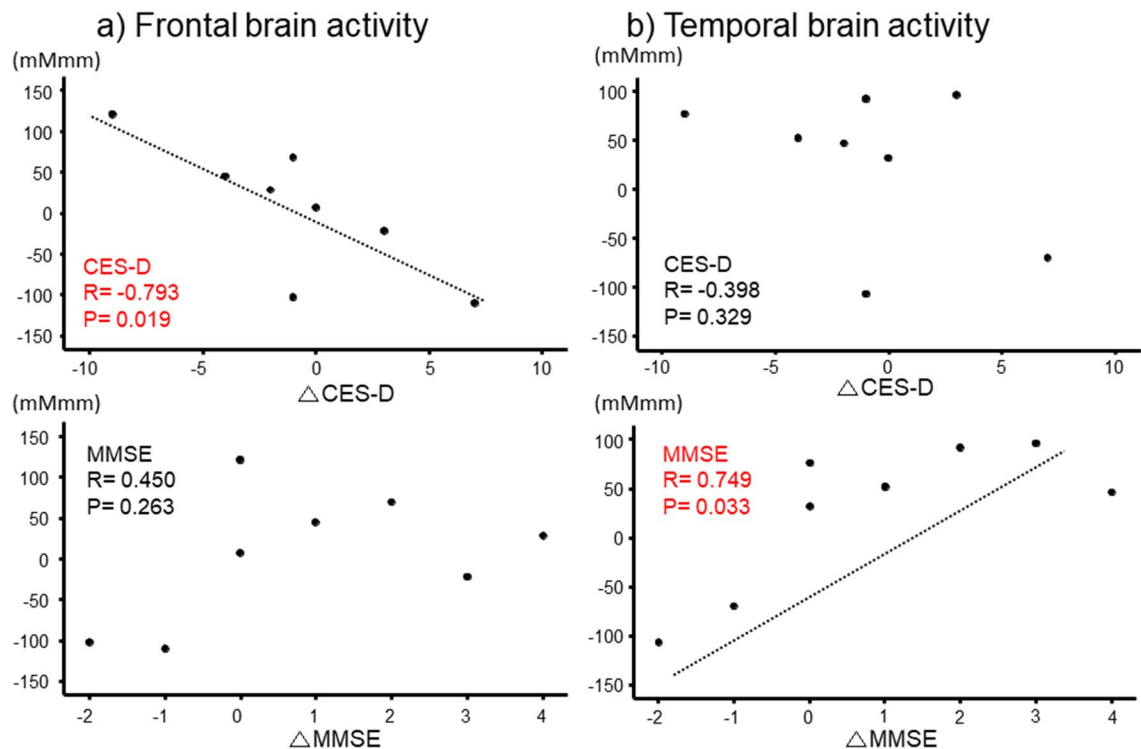 a) Frontal brain activity
(mMmm)
150
100
50
0
-50
-100
-150
CES-D
R= -0.793
P= 0.019
-10
-5
0
5
10
△CES-D
b) Temporal brain activity
(mMmm)
100
50
0
-50
-100
-150
CES-D
R= -0.398
P= 0.329
-10
-5
0
5
10
△CES-D
(mMmm)
150
100
50
0
-50
-100
-150
MMSE
R= 0.450
P= 0.263
-2
-1
0
1
2
3
4
△MMSE
(mMmm)
100
50
0
-50
-100
-150
MMSE
R= 0.749
P= 0.033
-2
-1
0
1
2
3
4
△MMSE